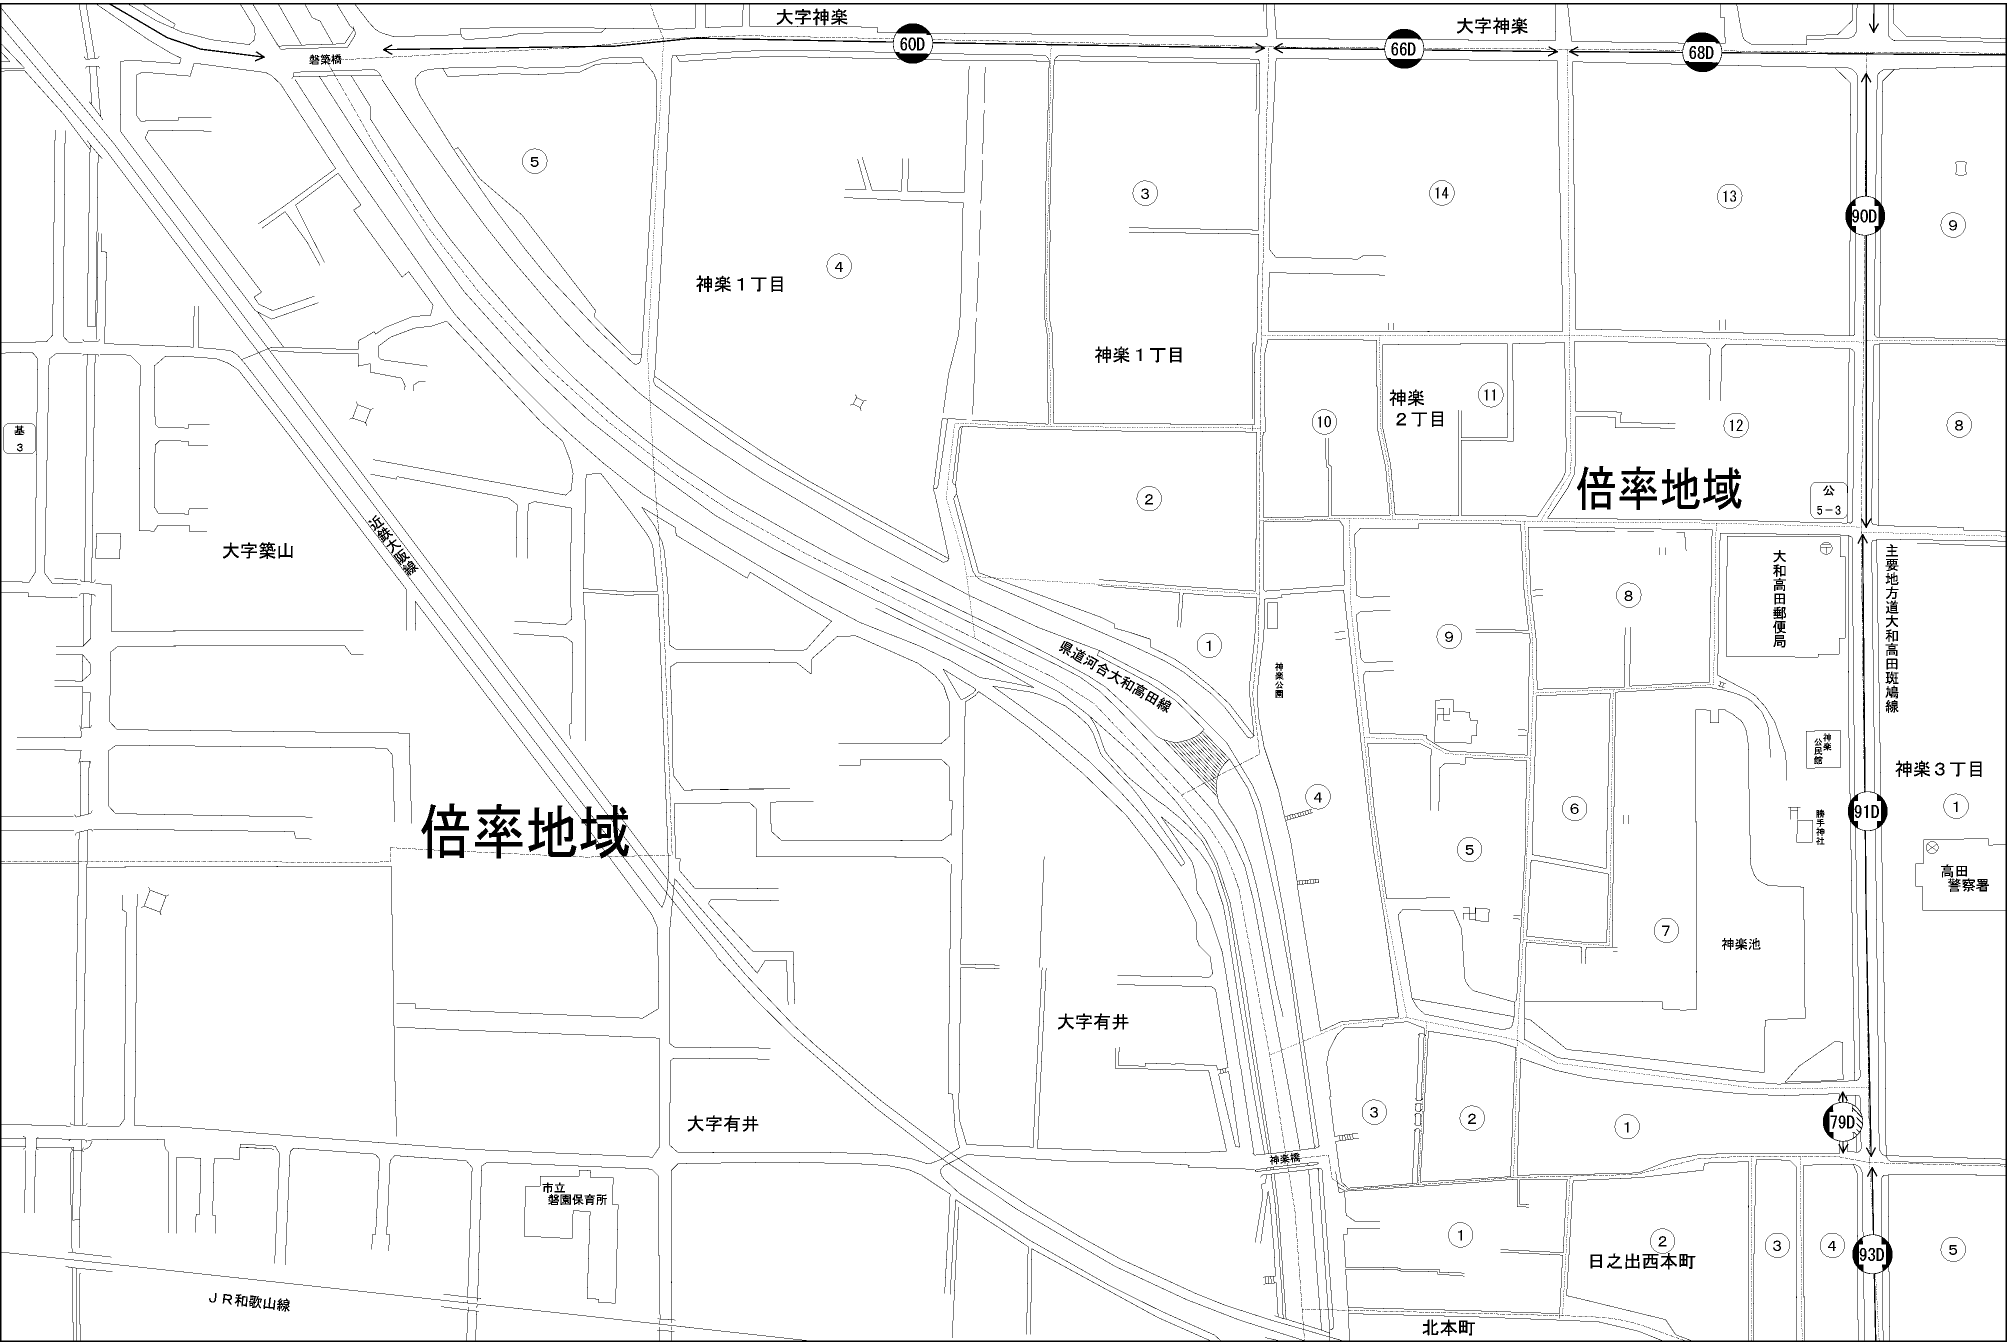 大字神楽
大字神楽
60D
66D
68D
磐築橋
5
3
14
13
90D
9
4
神楽1丁目
神楽1丁目
10
神楽
2丁目
11
12
8
基
3
倍率地域
2
公
5-3
大字築山
近鉄大阪線
大和高田郵便局
主要地方道大和高田斑鳩線
8
9
1
県道河合大和高田線
神楽公園
神楽
公民館
神楽3丁目
4
6
1
91D
勝手神社
倍率地域
5
高田
警察署
7
神楽池
大字有井
大字有井
3
2
1
79D
神楽橋
市立
磐園保育所
1
2
3
4
93D
5
日之出西本町
JR和歌山線
北本町